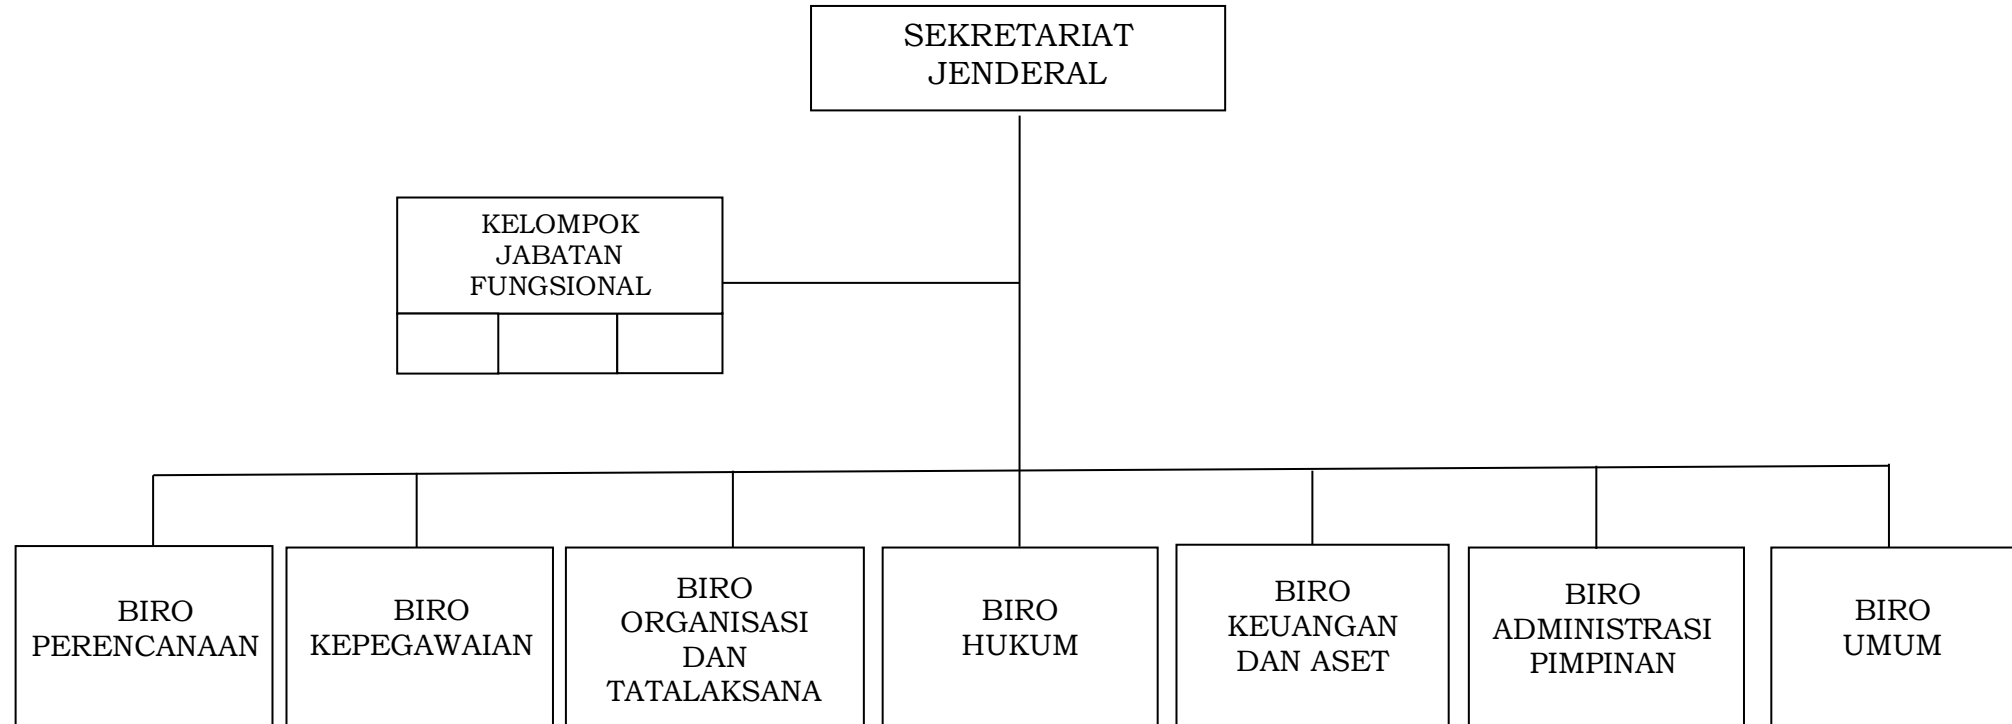 SEKRETARIAT
JENDERAL
KELOMPOK
JABATAN
FUNGSIONAL
BIRO
PERENCANAAN
BIRO
KEPEGAWAIAN
BIRO
ORGANISASI
DAN
TATALAKSANA
BIRO
HUKUM
BIRO
KEUANGAN
DAN ASET
BIRO
ADMINISTRASI
PIMPINAN
BIRO
UMUM